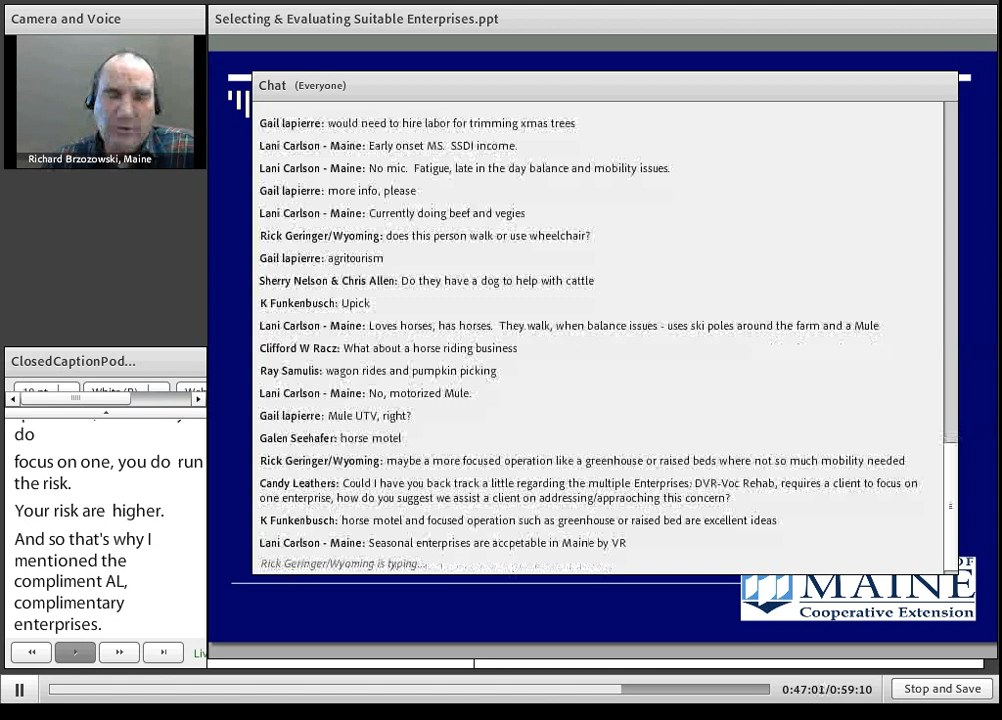 Camera and Voice
Selecting & Evaluating Suitable Enterprises.ppt
Richard Brzozowski, Maine
Chat (Everyone)
Gail lapierre: would need to hire labor for trimming xmas trees
Lani Carlson - Maine: Early onset MS. SSDI income.
Lani Carlson - Maine: No mic. Fatigue, late in the day balance and mobility issues.
Gail lapierre: more info, please
Lani Carlson - Maine: Currently doing beef and vegies
Rick Geringer/Wyoming: does this person walk or use wheelchair?
Gail lapierre: agritourism
Sherry Nelson & Chris Allen: Do they have a dog to help with cattle
K Funkenbusch: Upick
Lani Carlson - Maine: Loves horses, has horses. They walk, when balance issues - uses ski poles around the farm and a Mule
Clifford W Racz: What about a horse riding business
Ray Samulis: wagon rides and pumpkin picking
Lani Carlson - Maine: No, motorized Mule.
Gail lapierre: Mule UTV, right?
Galen Seehafer: horse motel
Rick Geringer/Wyoming: maybe a more focused operation like a greenhouse or raised beds where not so much mobility needed
Candy Leathers: Could I have you back track a little regarding the multiple Enterprises; DVR-Voc Rehab, requires a client to focus on
one enterprise, how do you suggest we assist a client on addressing/appraoching this concern?
K Funkenbusch: horse motel and focused operation such as greenhouse or raised bed are excellent ideas
Lani Carlson - Maine: Seasonal enterprises are accpetable in Maine by VR
Rick Geringer/Wyoming is typing...
ClosedCaptionPod...
do
focus on one, you do run
the risk.
Your risk are higher.
And so that's why I
mentioned the
compliment AL,
complimentary
enterprises.
OF
MAINE
Cooperative Extension
0:47:01/0:59:10
Stop and Save